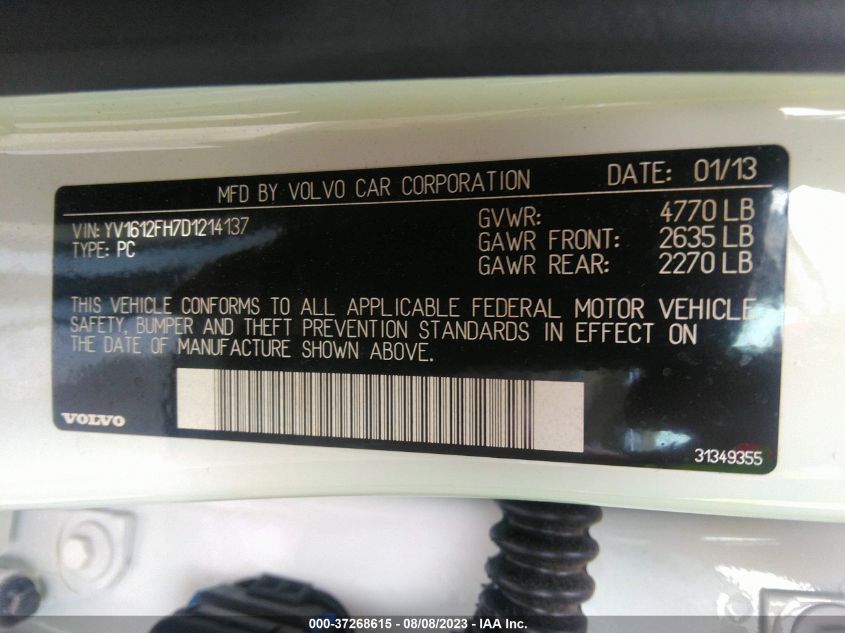 MFD BY VOLVO CAR CORPORATION DATE: 01/13
VIN: YV1612FH7D1214137
TYPE: PC
GVWR: 4770 LB
GAWR FRONT: 2635 LB
GAWR REAR: 2270 LB
THIS VEHICLE CONFORMS TO ALL APPLICABLE FEDERAL MOTOR VEHICLE
SAFETY, BUMPER AND THEFT PREVENTION STANDARDS IN EFFECT ON
THE DATE OF MANUFACTURE SHOWN ABOVE.
VOLVO
31349355
000-37268615 - 08/08/2023 - © IAA Inc.